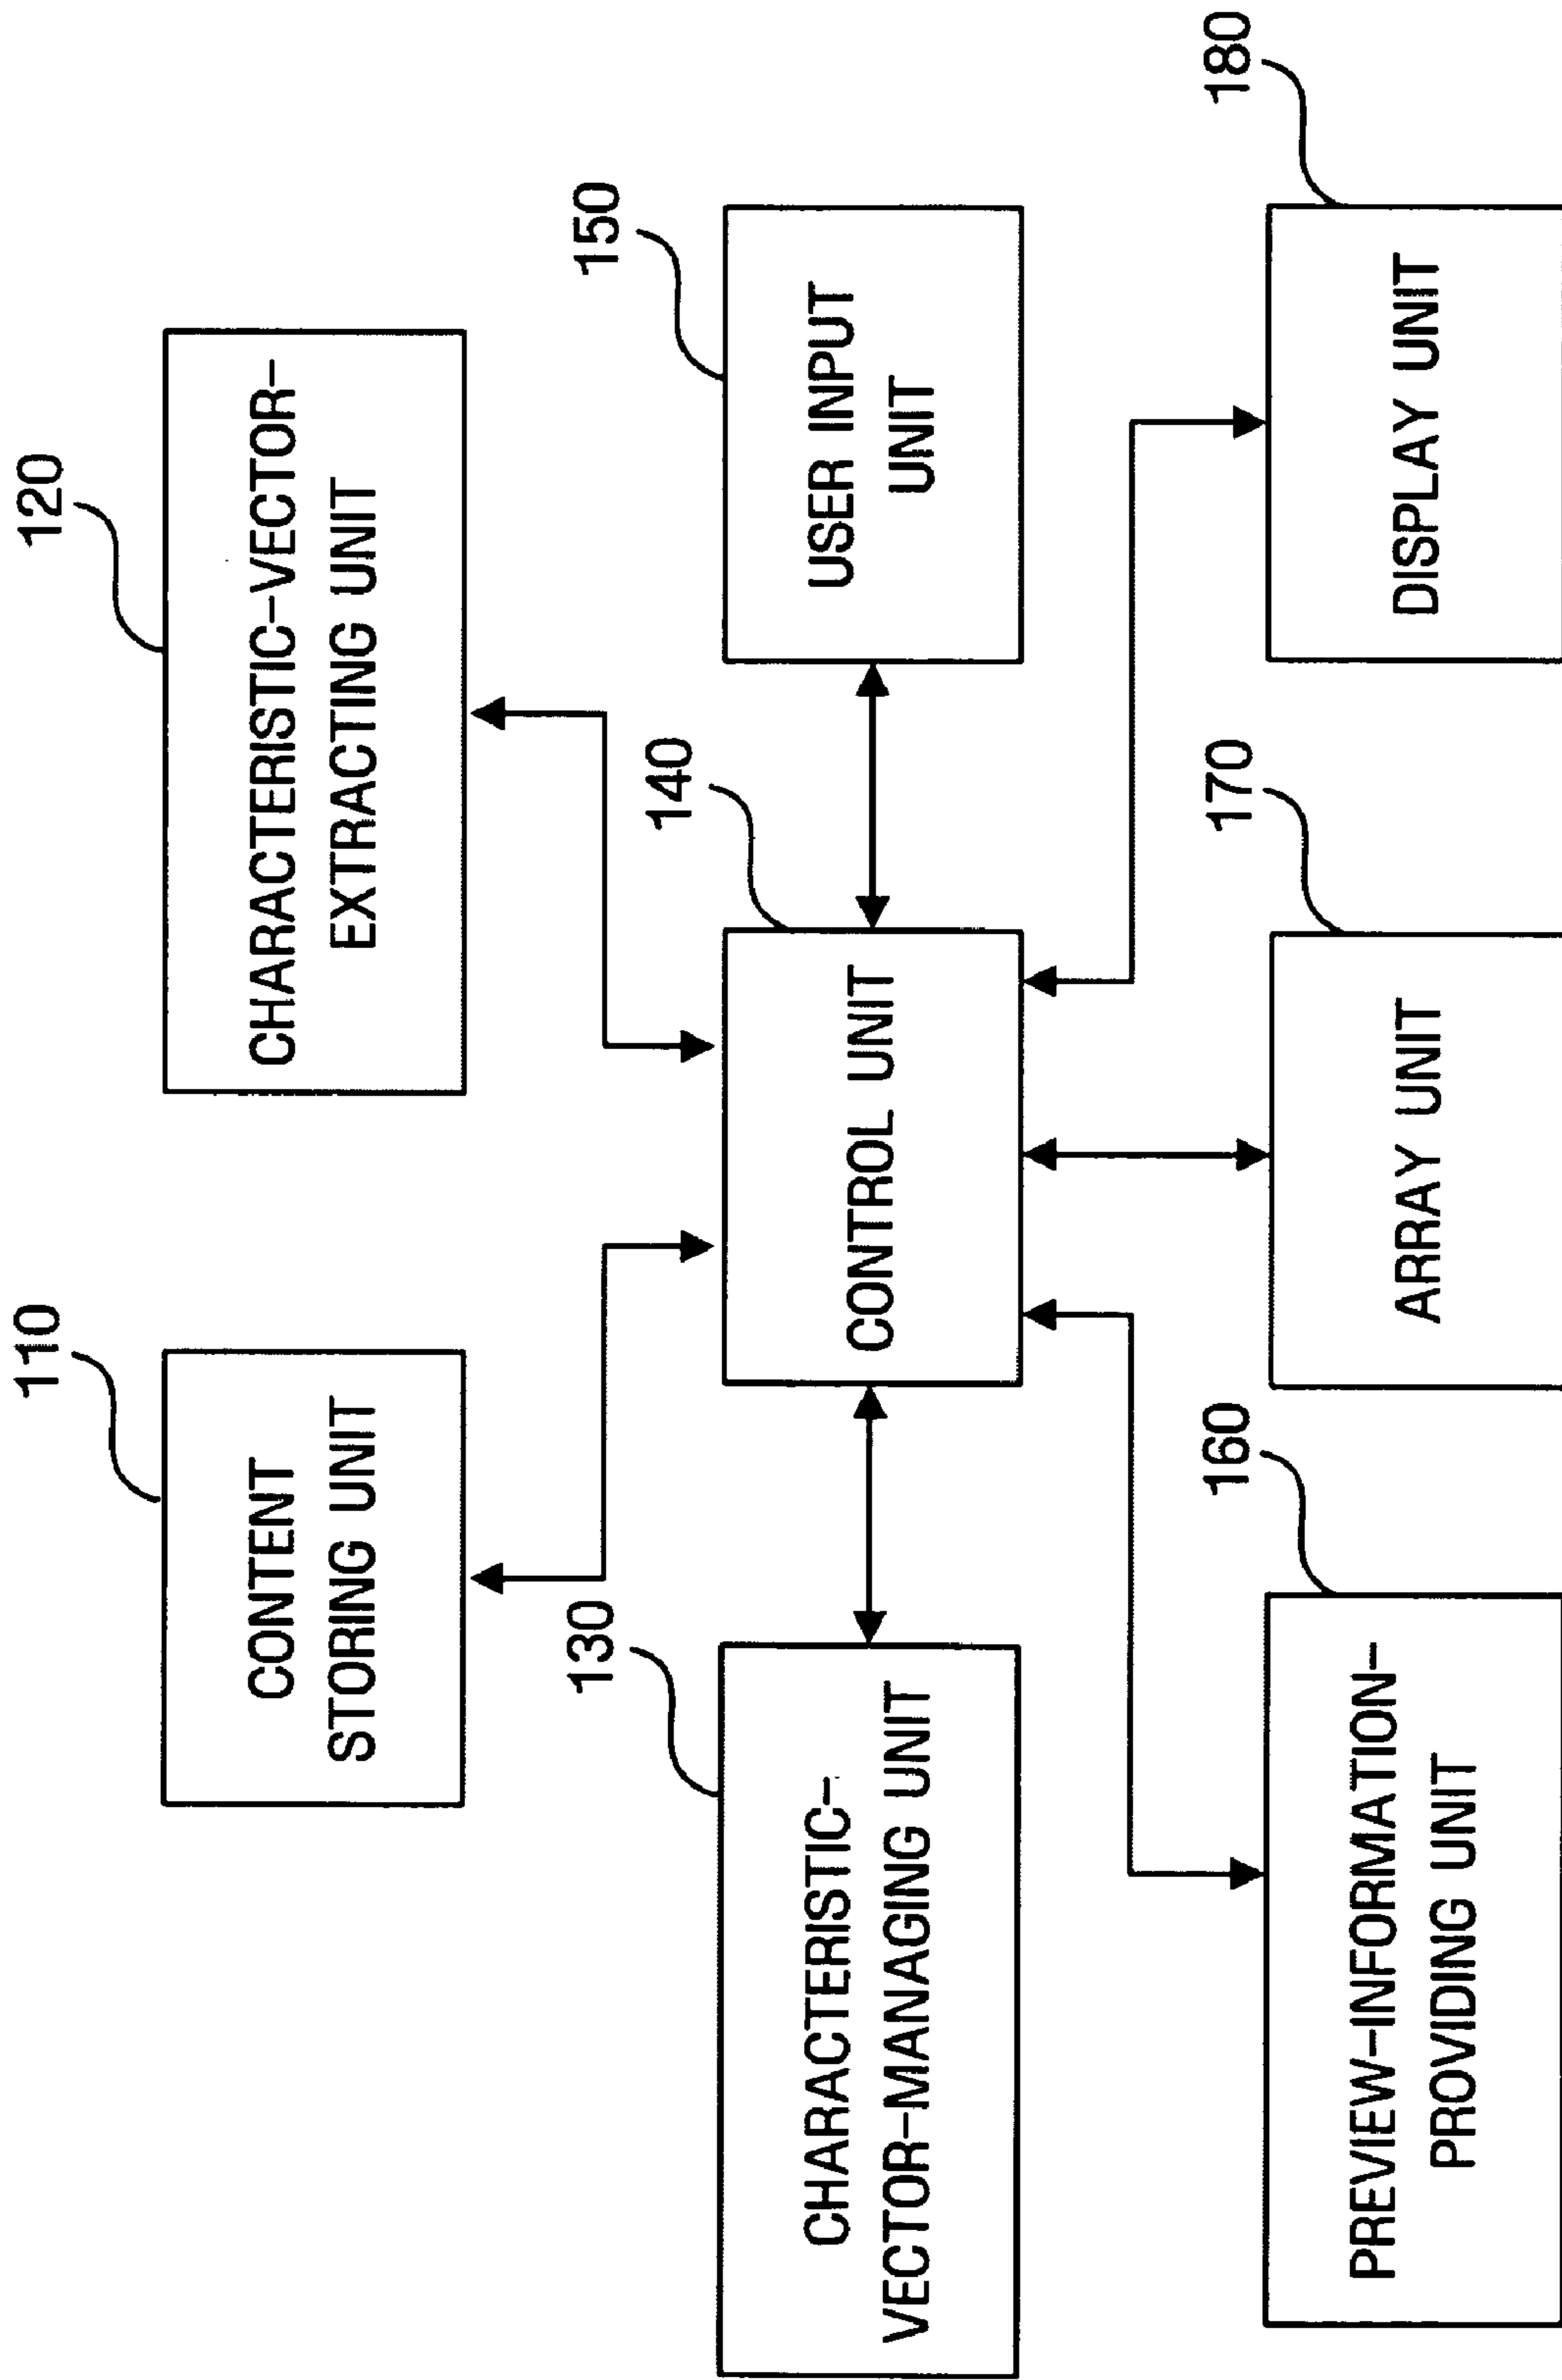 110
CONTENT
STORING UNIT
120
CHARACTERISTIC-VECTOR-
EXTRACTING UNIT
130
CHARACTERISTIC-
VECTOR-MANAGING UNIT
140
CONTROL UNIT
150
USER INPUT
UNIT
160
PREVIEW-INFORMATION-
PROVIDING UNIT
170
ARRAY UNIT
180
DISPLAY UNIT